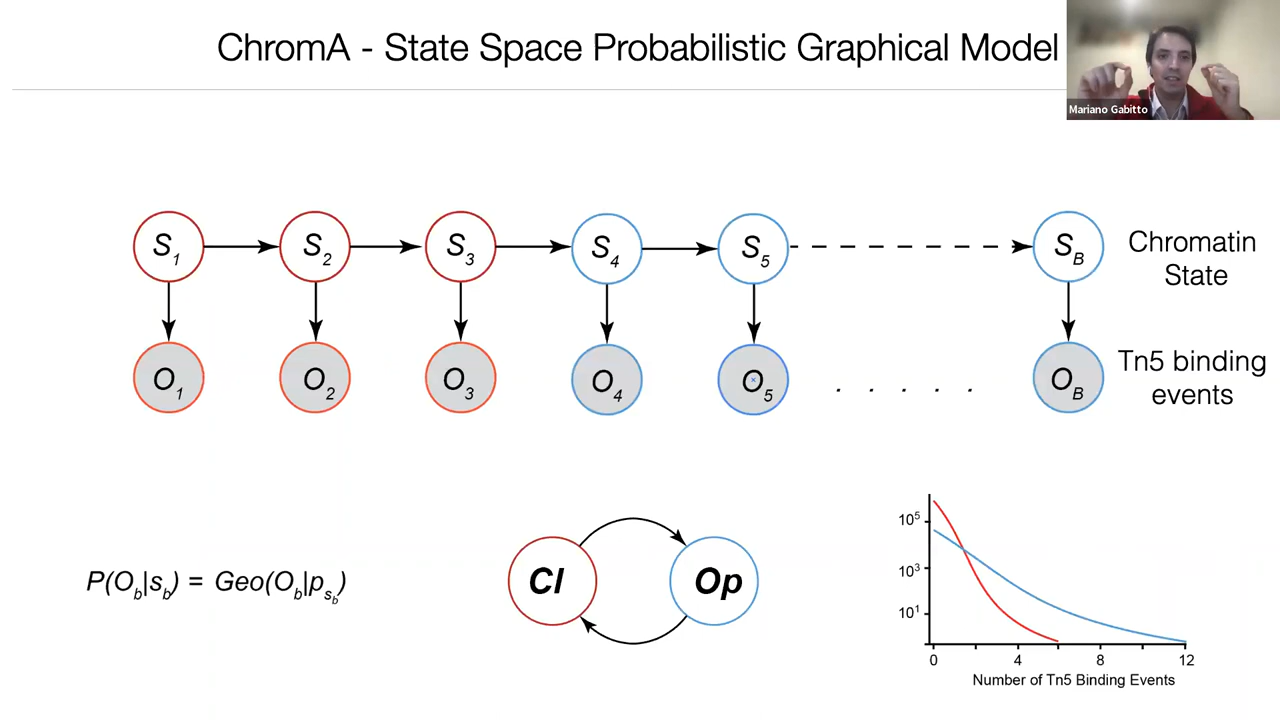 ChromA - State Space Probabilistic Graphical Model
Mariano Gabitto
S1 S2 S3 S4 S5 SB
Chromatin
State
O1 O2 O3 O4 O5 . . . . . OB
Tn5 binding
events
P(Ob|sb) = Geo(Ob|psb)
Cl Op
10^5
10^3
10^1
0 4 8 12
Number of Tn5 Binding Events